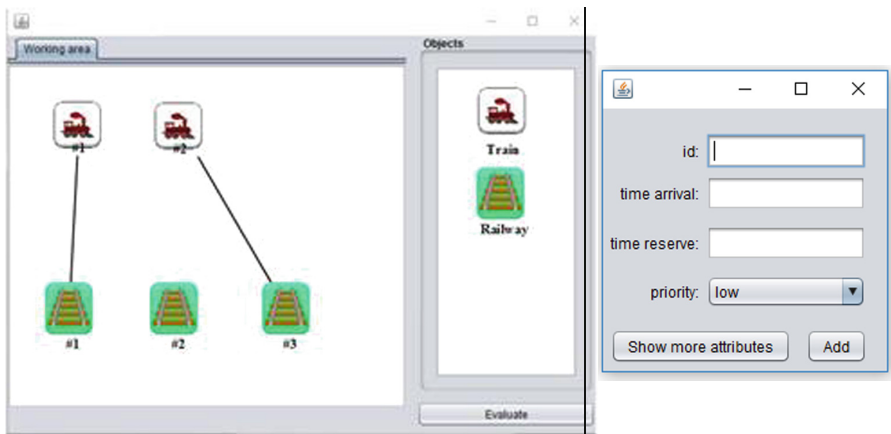 Working area
Objects
#1
#2
Train
Railway
#1
#2
#3
Evaluate
id:
time arrival:
time reserve:
priority: low
Show more attributes Add